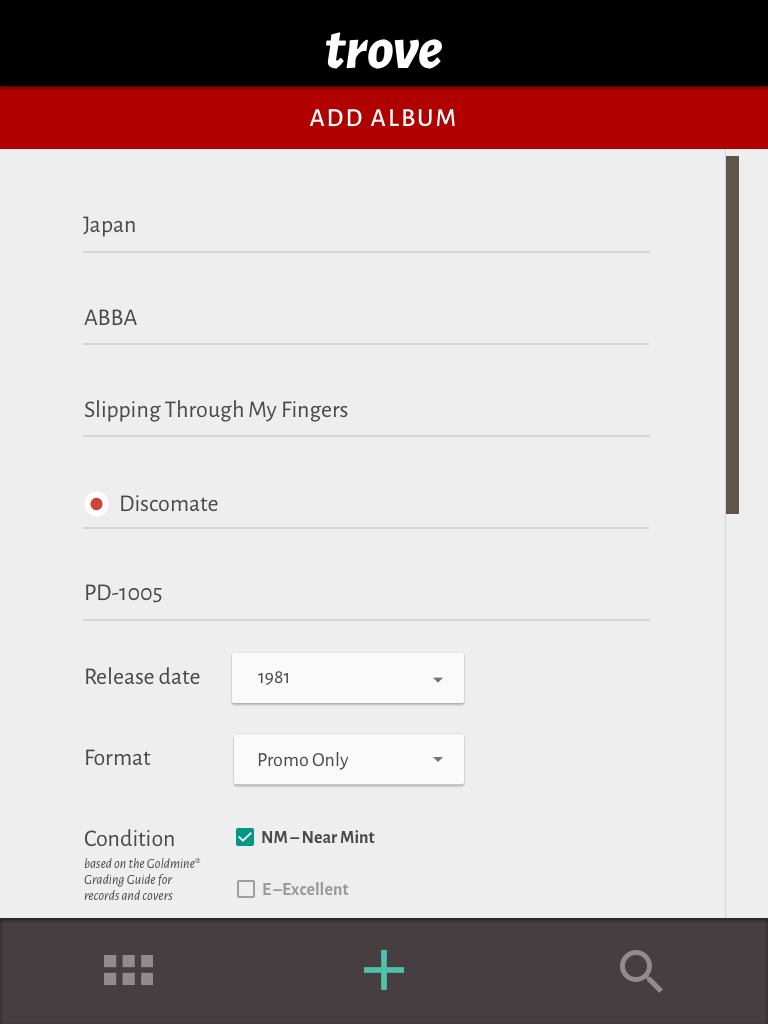 trove
ADD ALBUM
Japan
ABBA
Slipping Through My Fingers
Discomate
PD-1005
Release date
1981
Format
Promo Only
Condition
NM – Near Mint
based on the Goldmine®
Grading Guide for
records and covers
E –Excellent